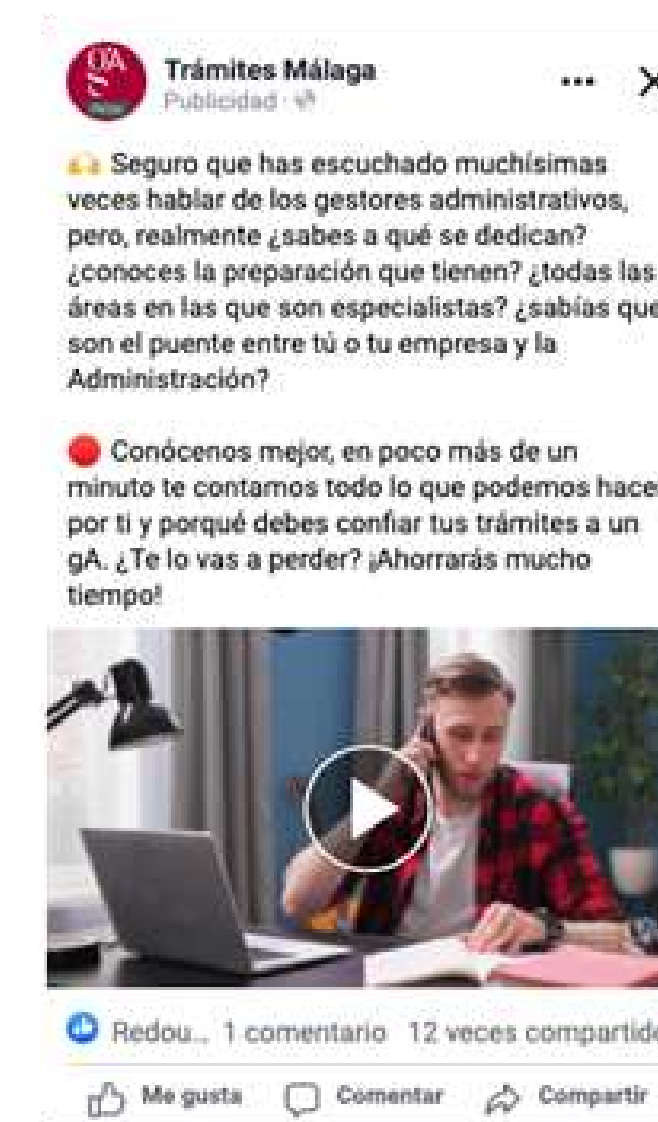 Trámites Málaga
Publicidad
Seguro que has escuchado muchísimas
veces hablar de los gestores administrativos,
pero, realmente ¿sabes a qué se dedican?
¿conoces la preparación que tienen? ¿todas las
áreas en las que son especialistas? ¿sabías que
son el puente entre tú o tu empresa y la
Administración?
Conócenos mejor, en poco más de un
minuto te contamos todo lo que podemos hace
por ti y porqué debes confiar tus trámites a un
gA. ¿Te lo vas a perder? ¡Ahorrarás mucho
tiempo!
Redou... 1 comentario 12 veces compartido
Me gusta Comentar Compartir